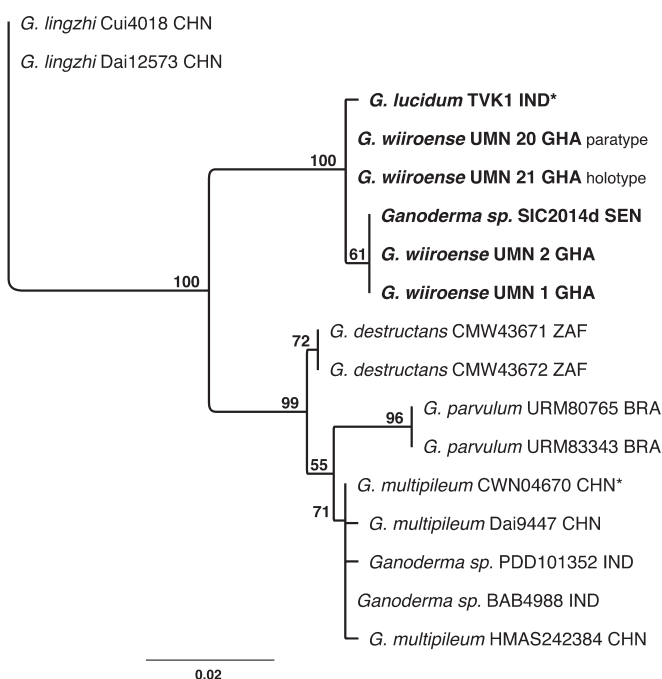 G. lingzhi Cui4018 CHN
G. lingzhi Dai12573 CHN
G. lucidum TVK1 IND*
G. wiiroense UMN 20 GHA paratype
100
G. wiiroense UMN 21 GHA holotype
Ganoderma sp. SIC2014d SEN
61
G. wiiroense UMN 2 GHA
100
G. wiiroense UMN 1 GHA
G. destructans CMW43671 ZAF
72
G. destructans CMW43672 ZAF
99
G. parvulum URM80765 BRA
96
G. parvulum URM83343 BRA
55
G. multipileum CWN04670 CHN*
71
G. multipileum Dai9447 CHN
Ganoderma sp. PDD101352 IND
Ganoderma sp. BAB4988 IND
G. multipileum HMAS242384 CHN
0.02